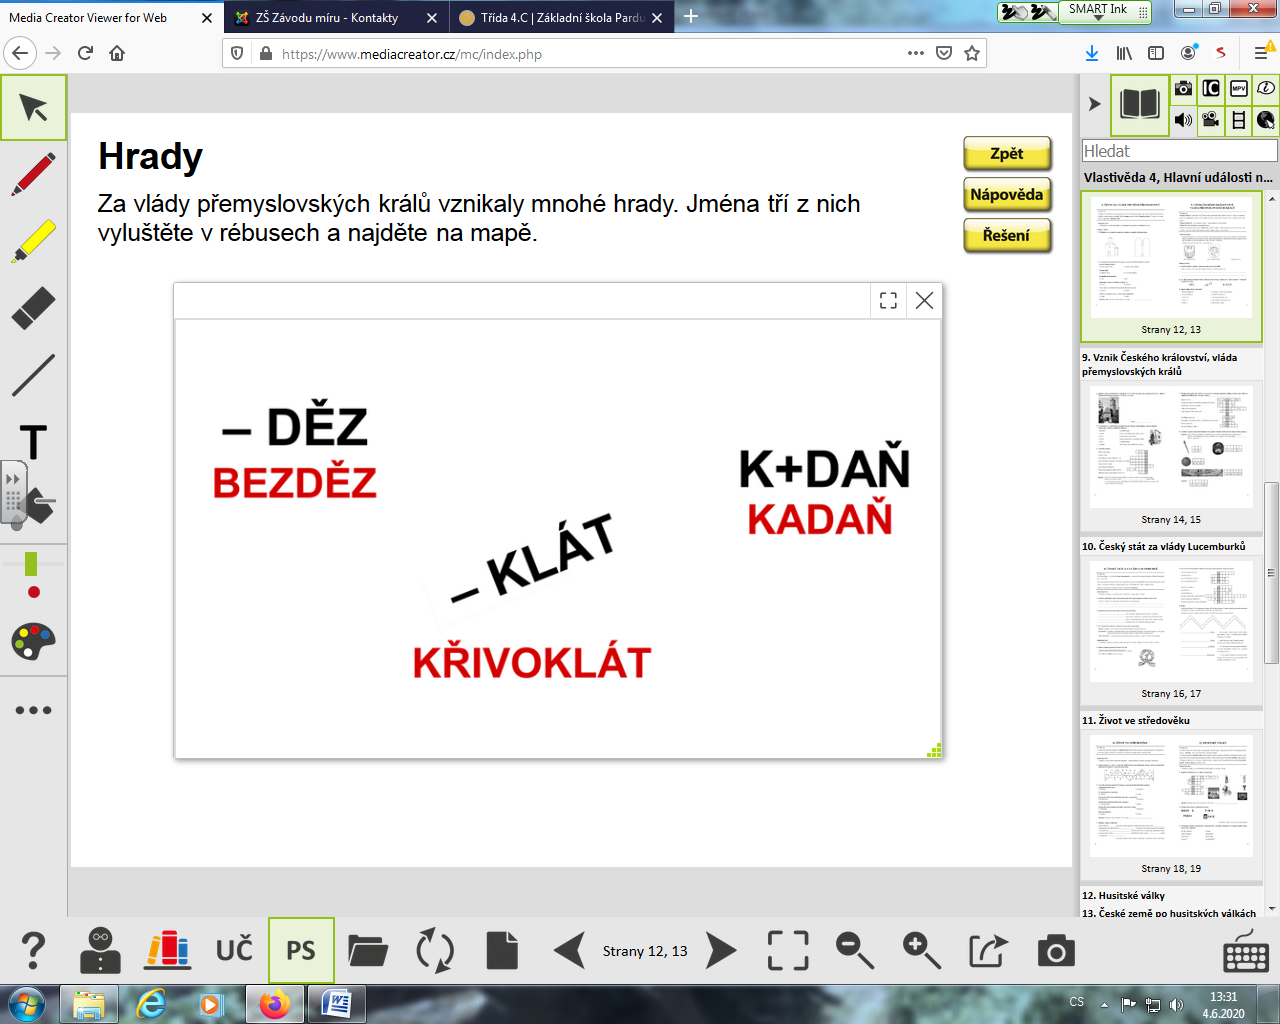 Media Creator Viewer for Web
ZŠ Závodu míru - Kontakty
Třída 4.C | Základní škola Pardu
SMART Ink
https://www.mediacreator.cz/mc/index.php
Hledat
Vlastivěda 4, Hlavní události n...
Hrady
Za vlády přemyslovských králů vznikaly mnohé hrady. Jména tří z nich
vyluštěte v rébusech a najděte na mapě.
Zpět
Nápověda
Řešení
– DĚZ
BEZDĚZ
K+DAŇ
KADAŇ
– KLÁT
KŘIVOKLÁT
Strany 12, 13
9. Vznik Českého království, vláda
přemyslovských králů
Strany 14, 15
10. Český stát za vlády Lucemburků
Strany 16, 17
11. Život ve středověku
Strany 18, 19
12. Husitské války
13. České země po husitských válkách
T
?
UČ
PS
Strany 12, 13
CS
13:31
4.6.2020